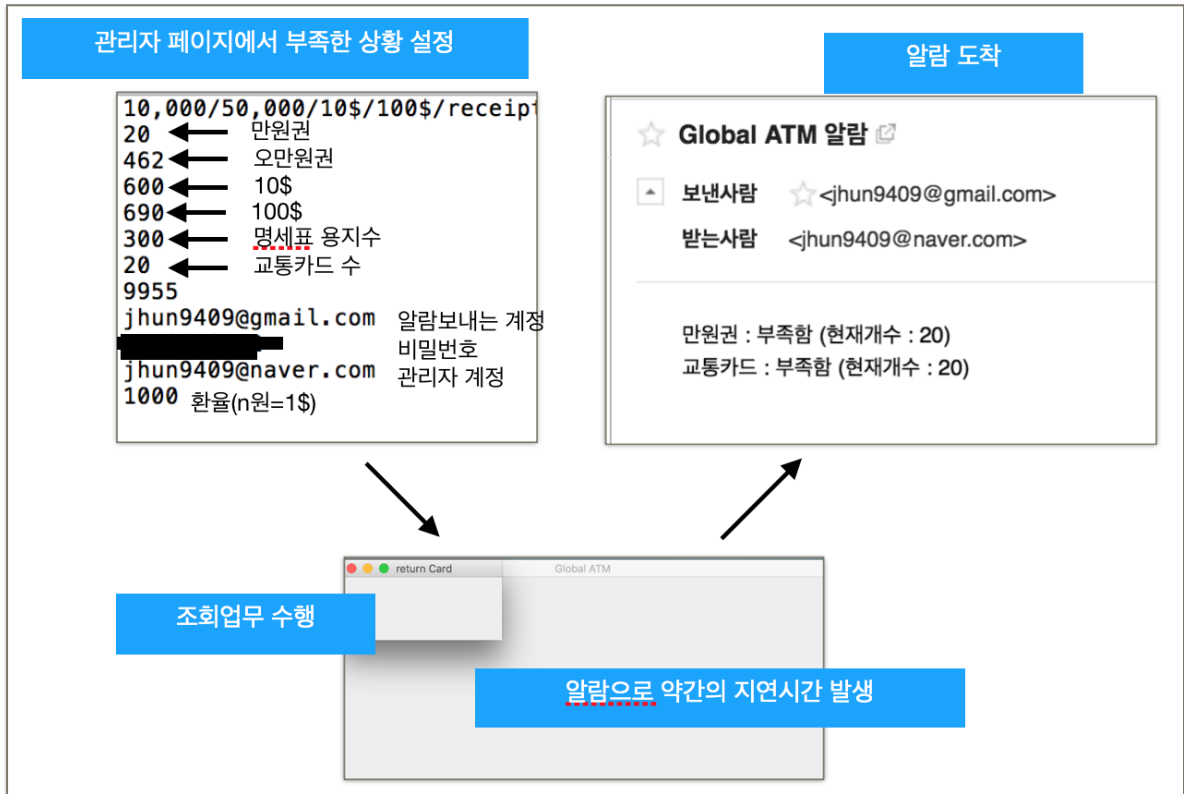 관리자 페이지에서 부족한 상황 설정
알람 도착
10,000/50,000/10$/100$/receipt
20 만원권
462 오만원권
600 10$
690 100$
300 명세표 용지수
20 교통카드 수
9955
jhun9409@gmail.com 알람보내는 계정
비밀번호
jhun9409@naver.com 관리자 계정
1000 환율(n원=1$)
Global ATM 알람
보낸사람 <jhun9409@gmail.com>
받는사람 <jhun9409@naver.com>
만원권 : 부족함 (현재개수 : 20)
교통카드 : 부족함 (현재개수 : 20)
return Card
Global ATM
조회업무 수행
알람으로 약간의 지연시간 발생